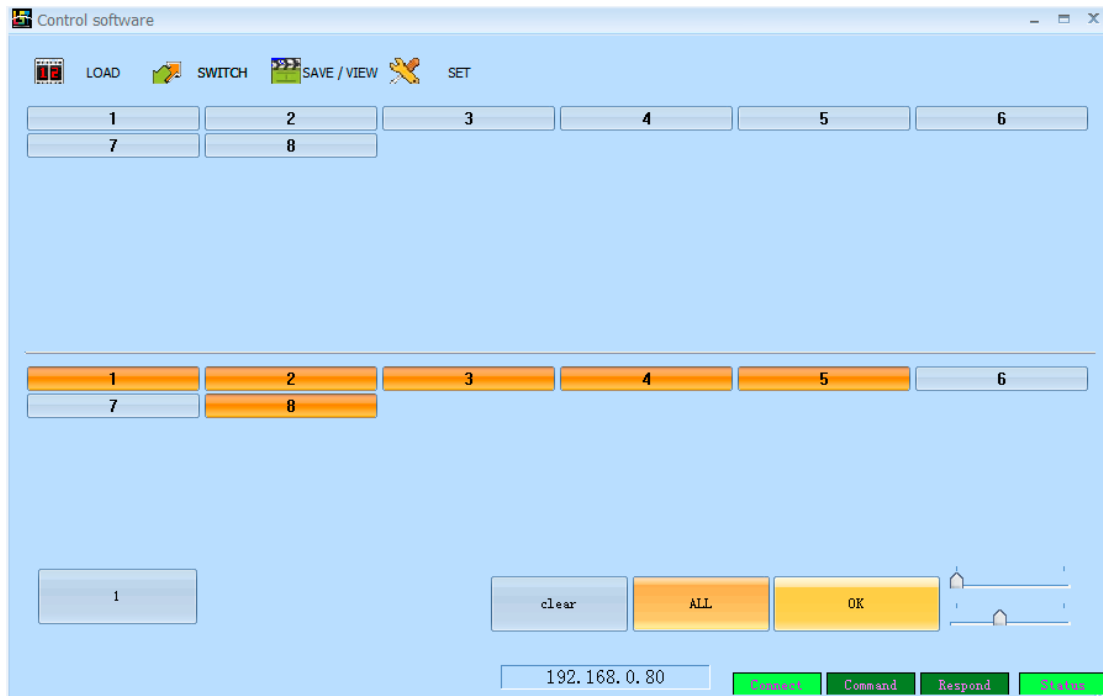 Control software
LOAD SWITCH SAVE / VIEW SET
1 2 3 4 5 6
7 8
1 2 3 4 5 6
7 8
1 clear ALL OK
192.168.0.80 Connect Command Respond Status